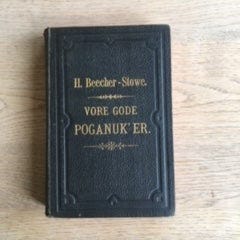 H. Beecher-Stowe.
VORE GODE
POGANUK'ER.